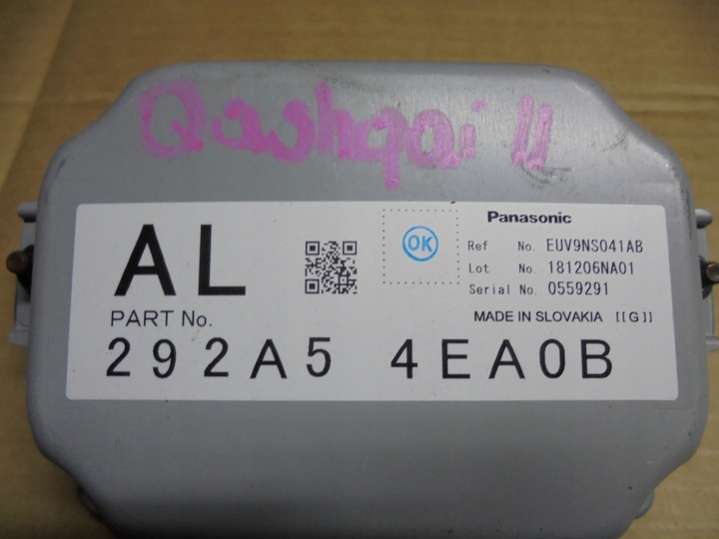 Qashqai II
AL
OK
Panasonic
Ref No. EUV9NS041AB
Lot No. 181206NA01
Serial No. 0559291
MADE IN SLOVAKIA [[G]]
PART No.
292A5 4EA0B